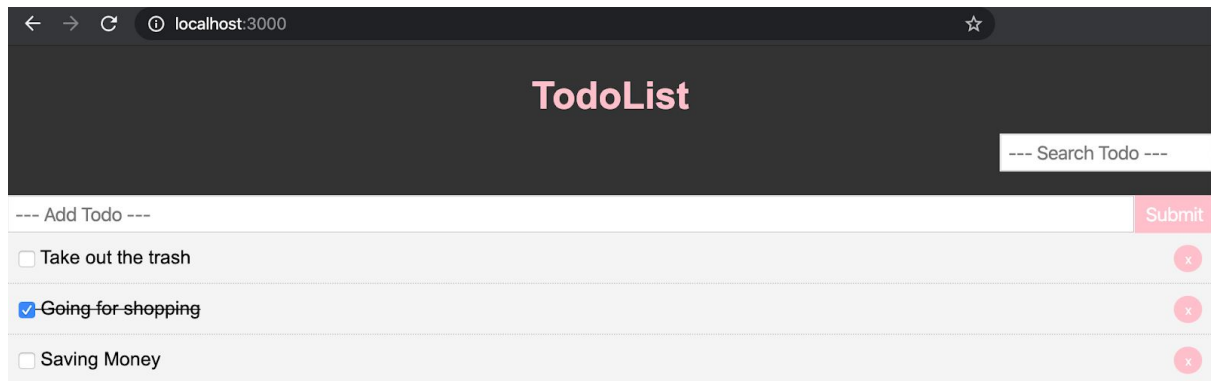 localhost:3000
TodoList
--- Search Todo ---
--- Add Todo ---
Submit
Take out the trash
x
Going for shopping
x
Saving Money
x